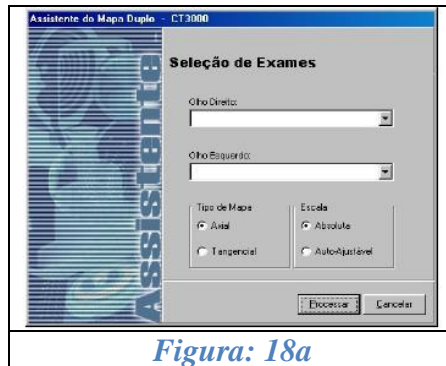 Assistente do Mapa Duplo - CT3000
Assistente
Seleção de Exames
Olho Direito:
Olho Esquerdo:
Tipo de Mapa
Axial
Tangencial
Escala
Absoluta
Auto-Ajustável
Processar
Cancelar
Figura: 18a